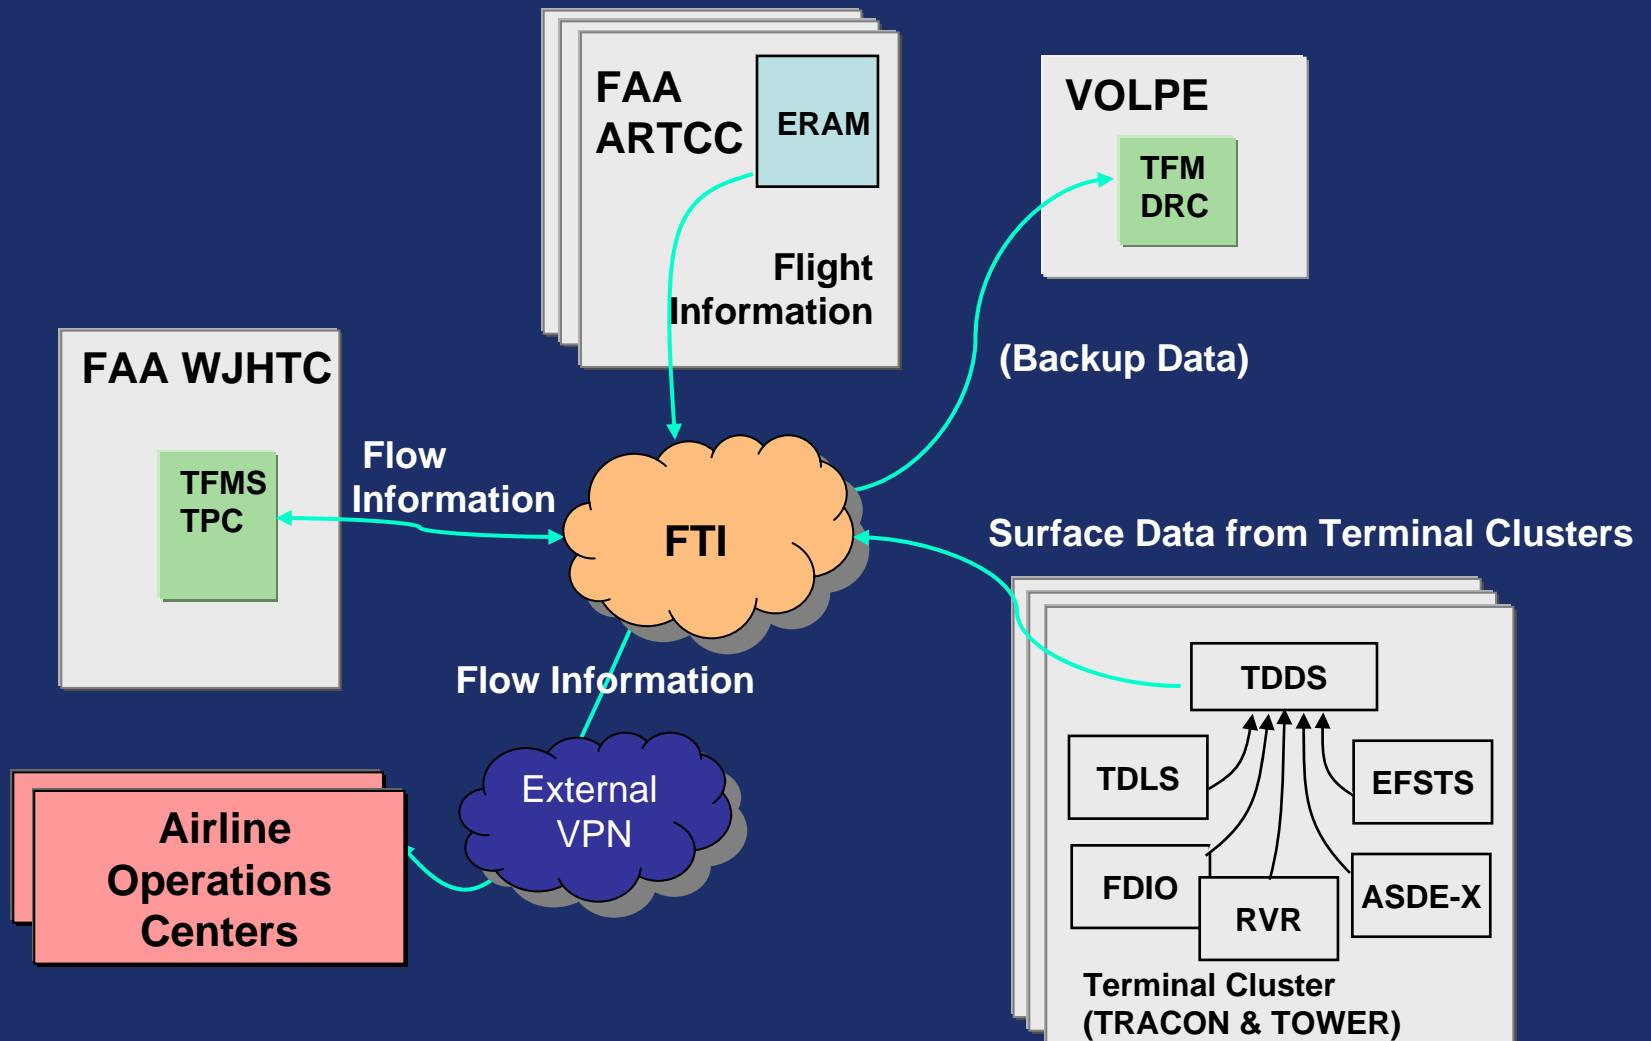 FAA
ARTCC
ERAM
Flight
Information
VOLPE
TFM
DRC
(Backup Data)
FAA WJHTC
TFMS
TPC
Flow
Information
FTI
Surface Data from Terminal Clusters
Flow Information
External
VPN
Airline
Operations
Centers
TDDS
TDLS
EFSTS
FDIO
RVR
ASDE-X
Terminal Cluster
(TRACON & TOWER)